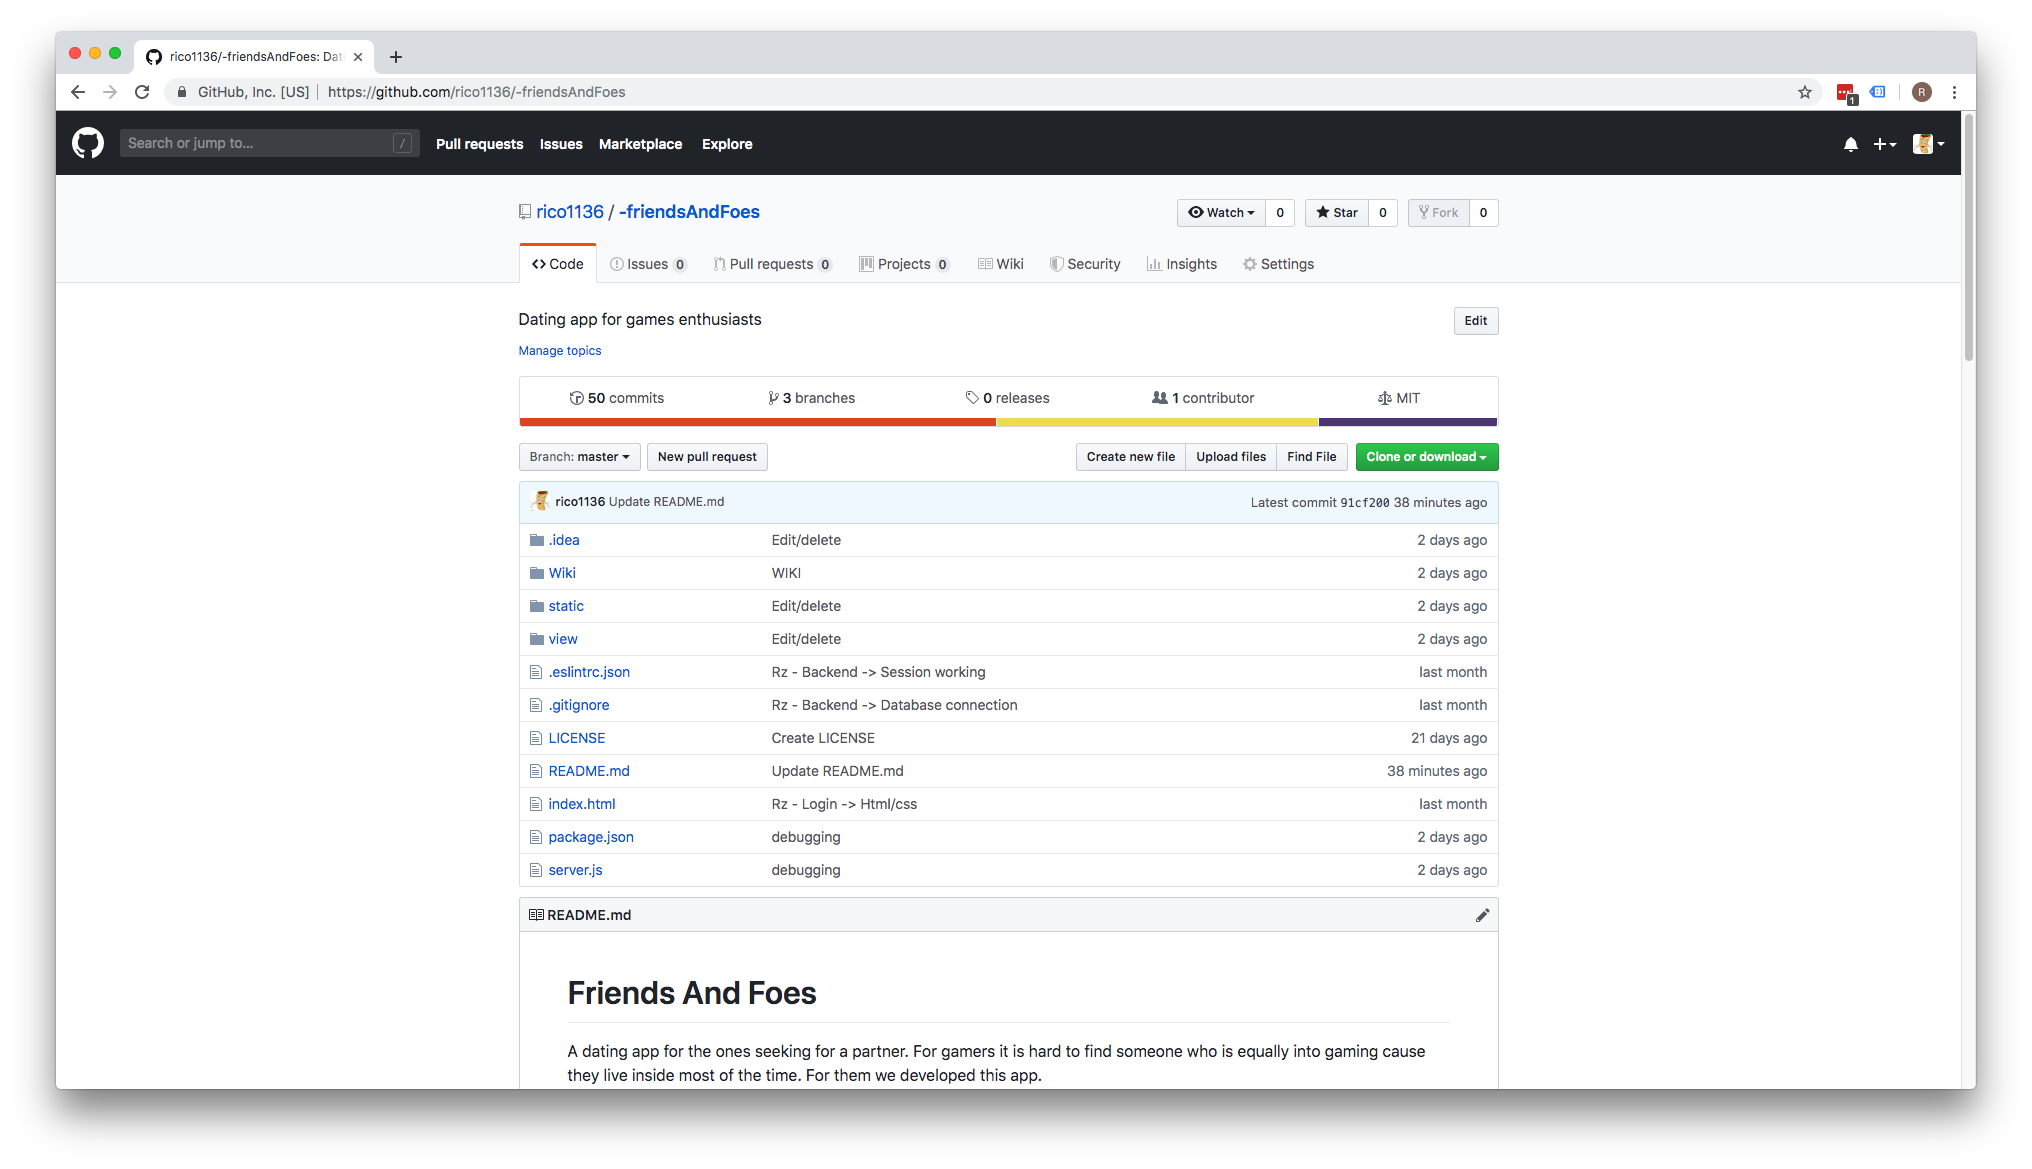 rico1136/-friendsAndFoes: Dat
GitHub, Inc. [US] https://github.com/rico1136/-friendsAndFoes
1
R
Search or jump to... / Pull requests Issues Marketplace Explore
rico1136 / -friendsAndFoes
Watch 0 Star 0 Fork 0
Code Issues 0 Pull requests 0 Projects 0 Wiki Security Insights Settings
Dating app for games enthusiasts Edit
Manage topics
50 commits 3 branches 0 releases 1 contributor MIT
Branch: master New pull request Create new file Upload files Find File Clone or download
rico1136 Update README.md Latest commit 91cf200 38 minutes ago
.idea Edit/delete 2 days ago
Wiki WIKI 2 days ago
static Edit/delete 2 days ago
view Edit/delete 2 days ago
.eslintrc.json Rz - Backend -> Session working last month
.gitignore Rz - Backend -> Database connection last month
LICENSE Create LICENSE 21 days ago
README.md Update README.md 38 minutes ago
index.html Rz - Login -> Html/css last month
package.json debugging 2 days ago
server.js debugging 2 days ago
README.md
Friends And Foes
A dating app for the ones seeking for a partner. For gamers it is hard to find someone who is equally into gaming cause
they live inside most of the time. For them we developed this app.